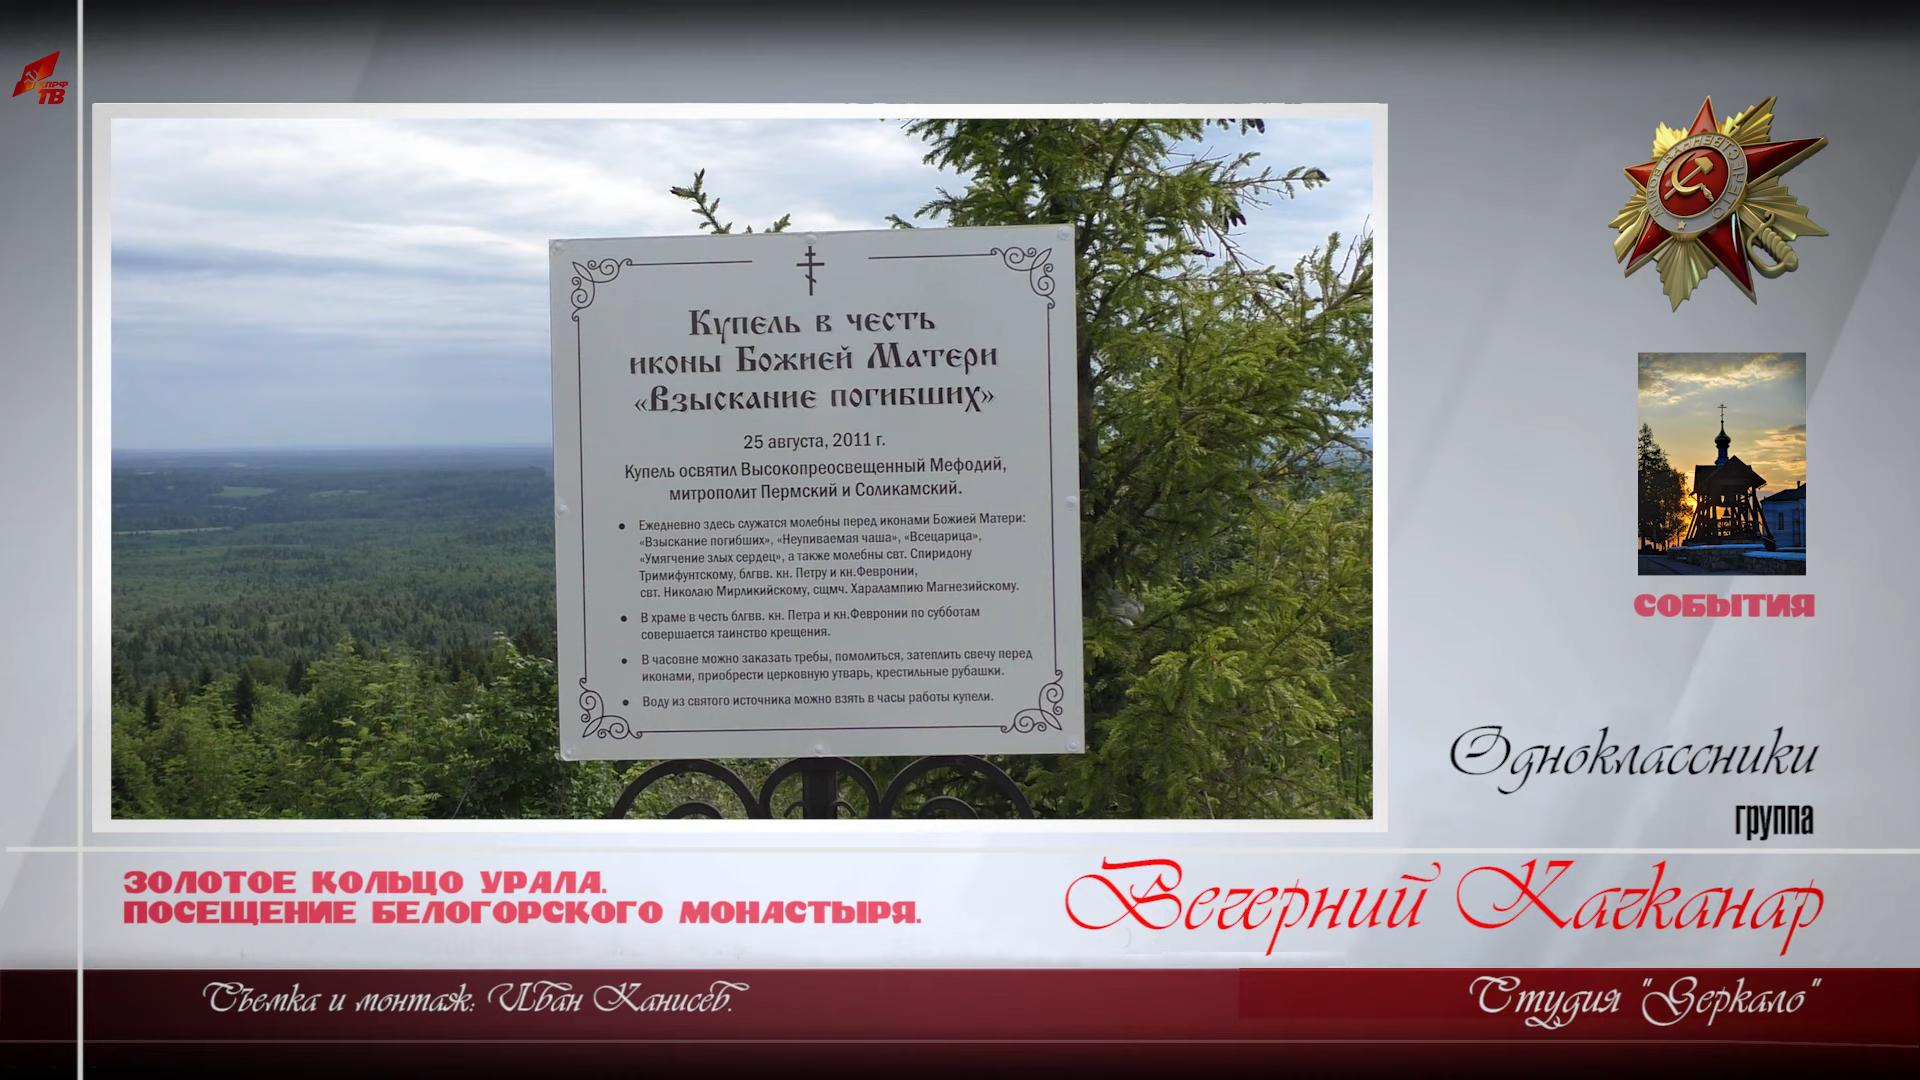 КПРФ
ТВ
Купель в честь
иконы Божией Матери
«Взыскание погибших»
25 августа, 2011 г.
Купель освятил Высокопреосвещенный Мефодий,
митрополит Пермский и Соликамский.
• Ежедневно здесь служатся молебны перед иконами Божией Матери:
«Взыскание погибших», «Неупиваемая чаша», «Всецарица»,
«Умягчение злых сердец», а также молебны свт. Спиридону
Тримифунтскому, блгвв. кн. Петру и кн.Февронии,
свт. Николаю Мирликийскому, сщмч. Харалампию Магнезийскому.
• В храме в честь блгвв. кн. Петра и кн.Февронии по субботам
совершается таинство крещения.
• В часовне можно заказать требы, помолиться, затеплить свечу перед
иконами, приобрести церковную утварь, крестильные рубашки.
• Воду из святого источника можно взять в часы работы купели.
СОБЫТИЯ
Одноклассники
группа
ЗОЛОТОЕ КОЛЬЦО УРАЛА.
ПОСЕЩЕНИЕ БЕЛОГОРСКОГО МОНАСТЫРЯ.
Вечерний Качканар
Съемка и монтаж: Иван Канисев.
Студия "Зеркало"